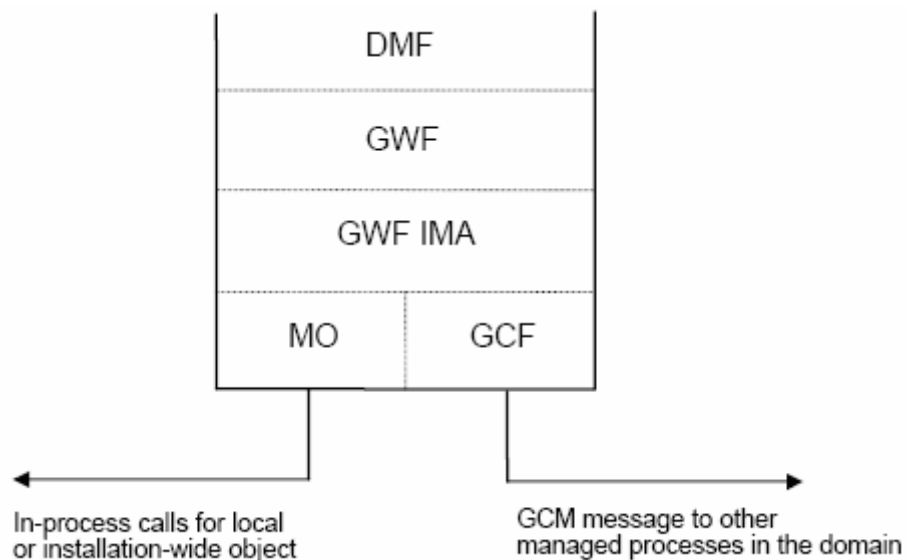 DMF
GWF
GWF IMA
MO
GCF
In-process calls for local
or installation-wide object
GCM message to other
managed processes in the domain